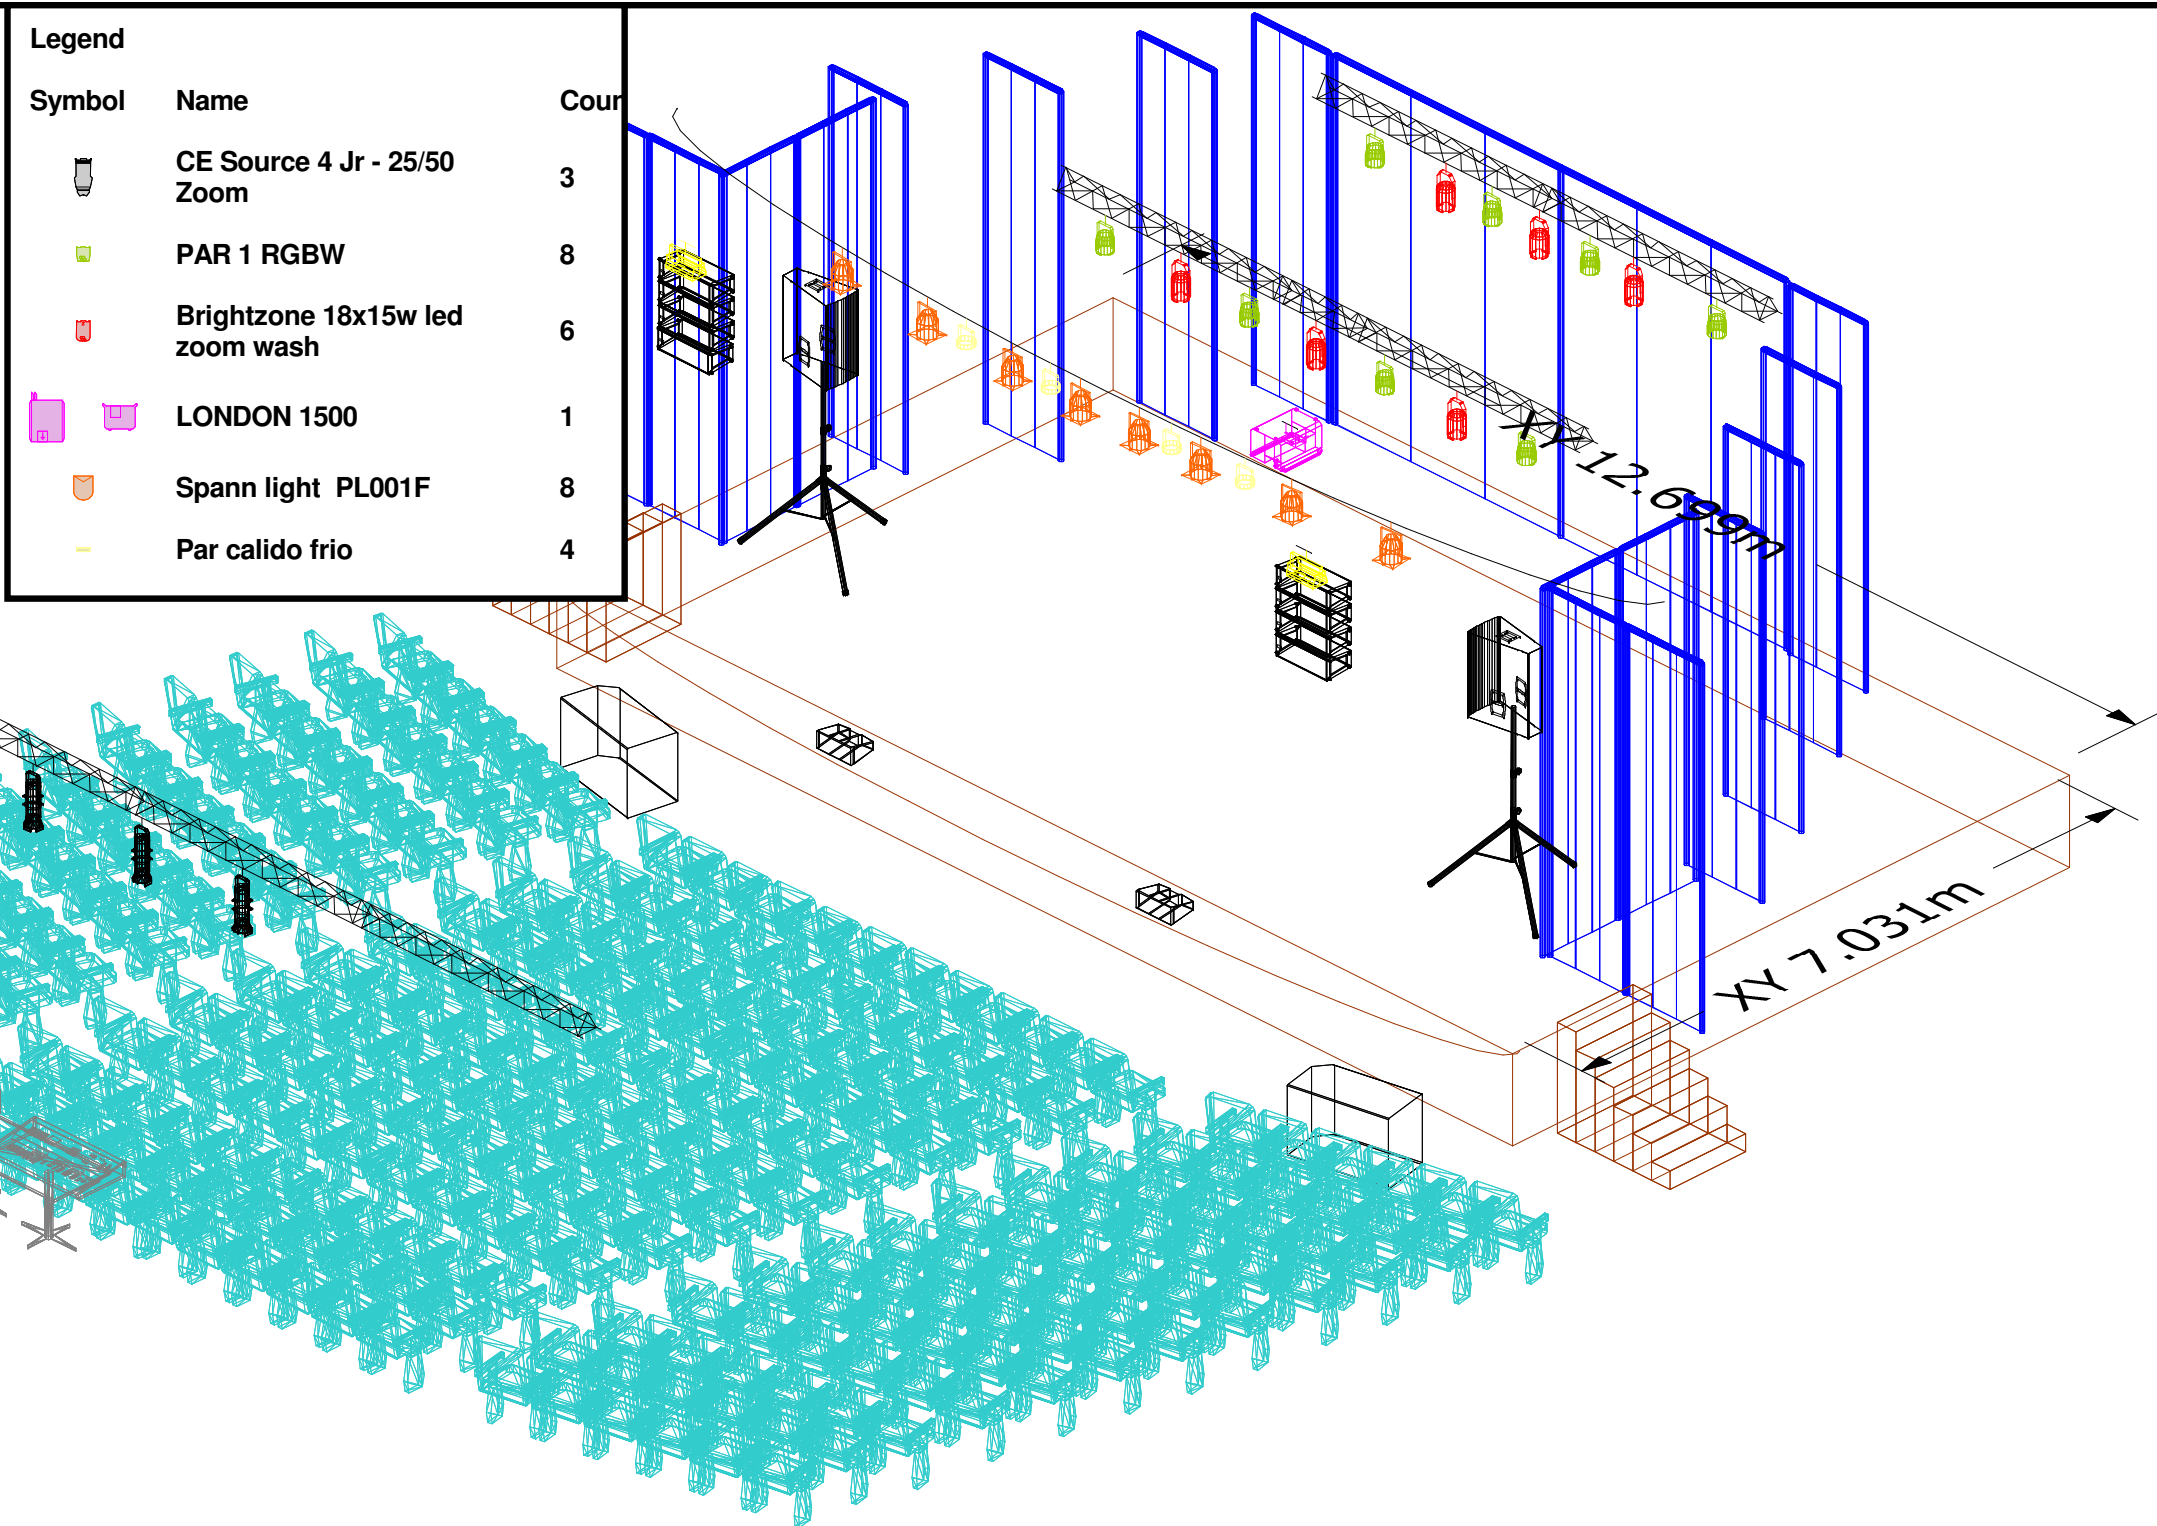 Legend
Symbol Name Cour
CE Source 4 Jr - 25/50
Zoom
3
PAR 1 RGBW 8
Brightzone 18x15w led
zoom wash
6
LONDON 1500 1
Spann light PL001F 8
Par calido frio 4
XY 12.699m
XY 7.031m